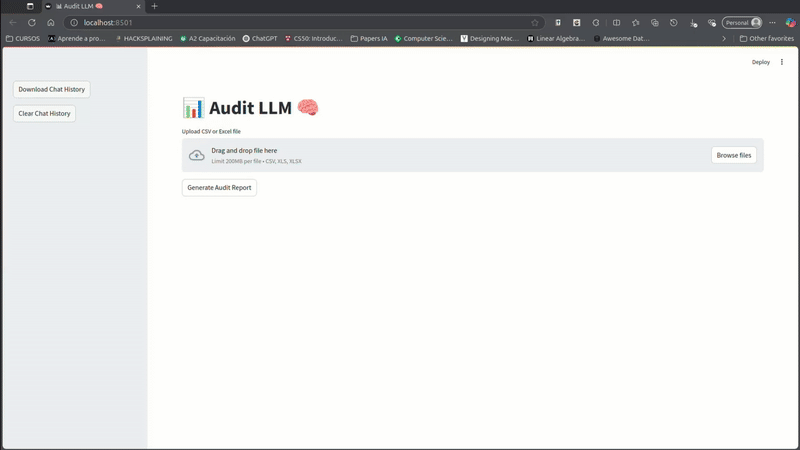 Audit LLM
localhost:8501
Personal
CURSOS
Aprende a pro...
HACKSPLAINING
A2 Capacitación
ChatGPT
CS50: Introduc...
Papers IA
Computer Scie...
Designing Mac...
Linear Algebra...
Awesome Dat...
Other favorites
Deploy
Download Chat History
Clear Chat History
Audit LLM
Upload CSV or Excel file
Drag and drop file here
Limit 200MB per file • CSV, XLS, XLSX
Browse files
Generate Audit Report